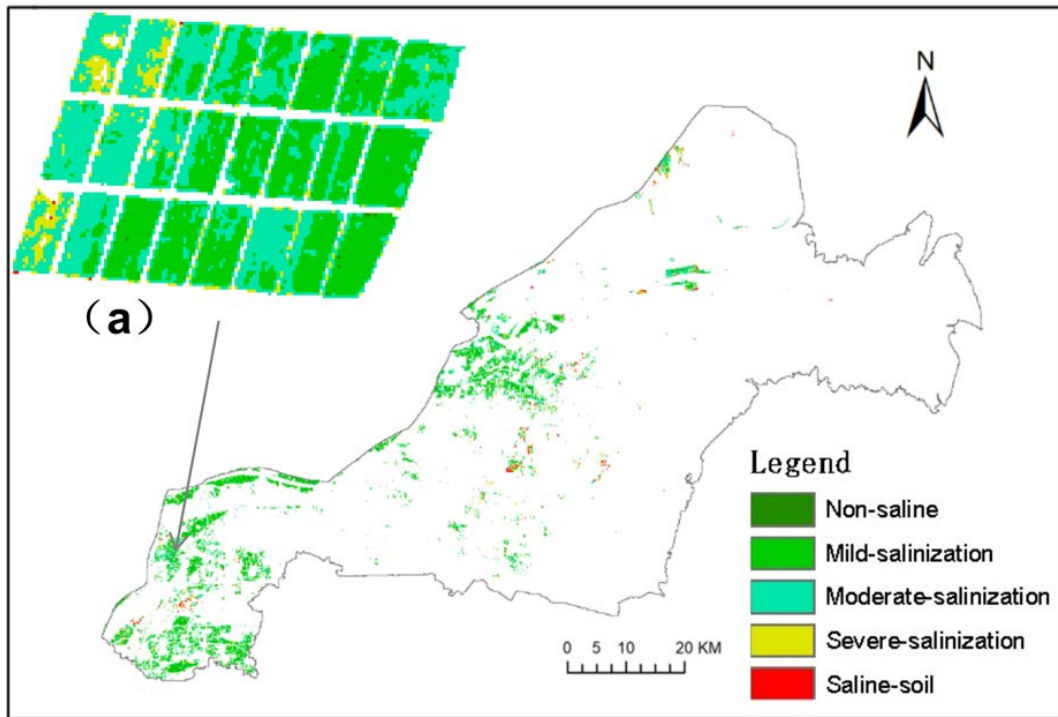 N
（a）
Legend
Non-saline
Mild-salinization
Moderate-salinization
Severe-salinization
Saline-soil
0 5 10 20 KM